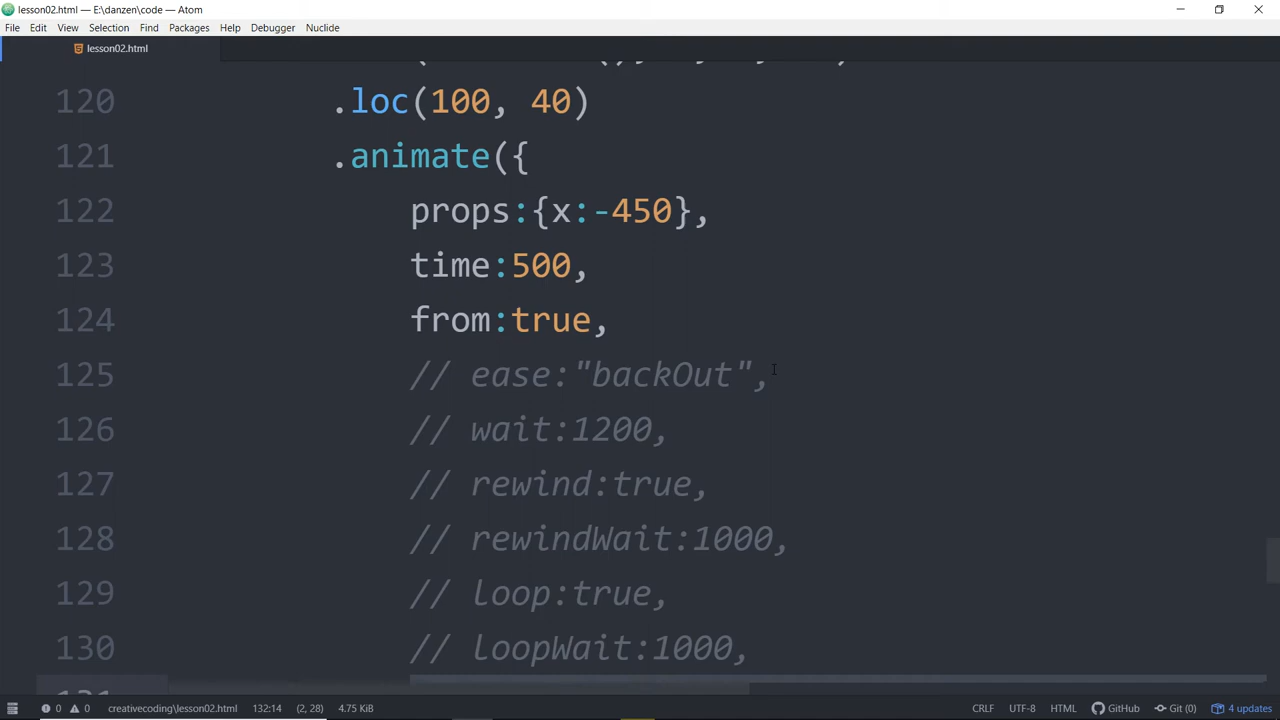 lesson02.html — E:\danzen\code — Atom
File Edit View Selection Find Packages Help Debugger Nuclide
lesson02.html
120 .loc(100, 40)
121 .animate({
122 props:{x:-450},
123 time:500,
124 from:true,
125 // ease:"backOut",
126 // wait:1200,
127 // rewind:true,
128 // rewindWait:1000,
129 // loop:true,
130 // loopWait:1000,
0 0 creativecoding\lesson02.html 132:14 (2, 28) 4.75 KiB CRLF UTF-8 HTML GitHub Git (0) 4 updates